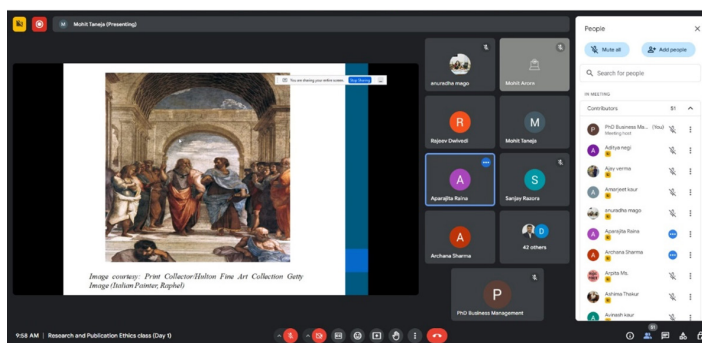 M Mohit Taneja (Presenting)
You are sharing your entire screen. Stop Sharing
Image courtesy: Print Collector/Hulton Fine Art Collection Getty
Image (Italian Painter, Raphel)
anuredha mago
Mohit Arora
R
Rajeev Dwivedi
M
Mohit Taneja
A
Aparajita Raina
S
Sanjay Razora
A
Archana Sharma
D
42 others
P
PhD Business Management
People
Mute all
Add people
Search for people
IN MEETING
Contributors 51
P PhD Business Ma... (You)
Meeting host
A Aditya negi
Ajay verma
A Amarjeet kaur
anuredha mago
A Aparajita Raina
A Archana Sharma
Arpita Ms.
Ashima Thakur
A Avinash kaur
9:58 AM | Research and Publication Ethics class (Day 1)
51